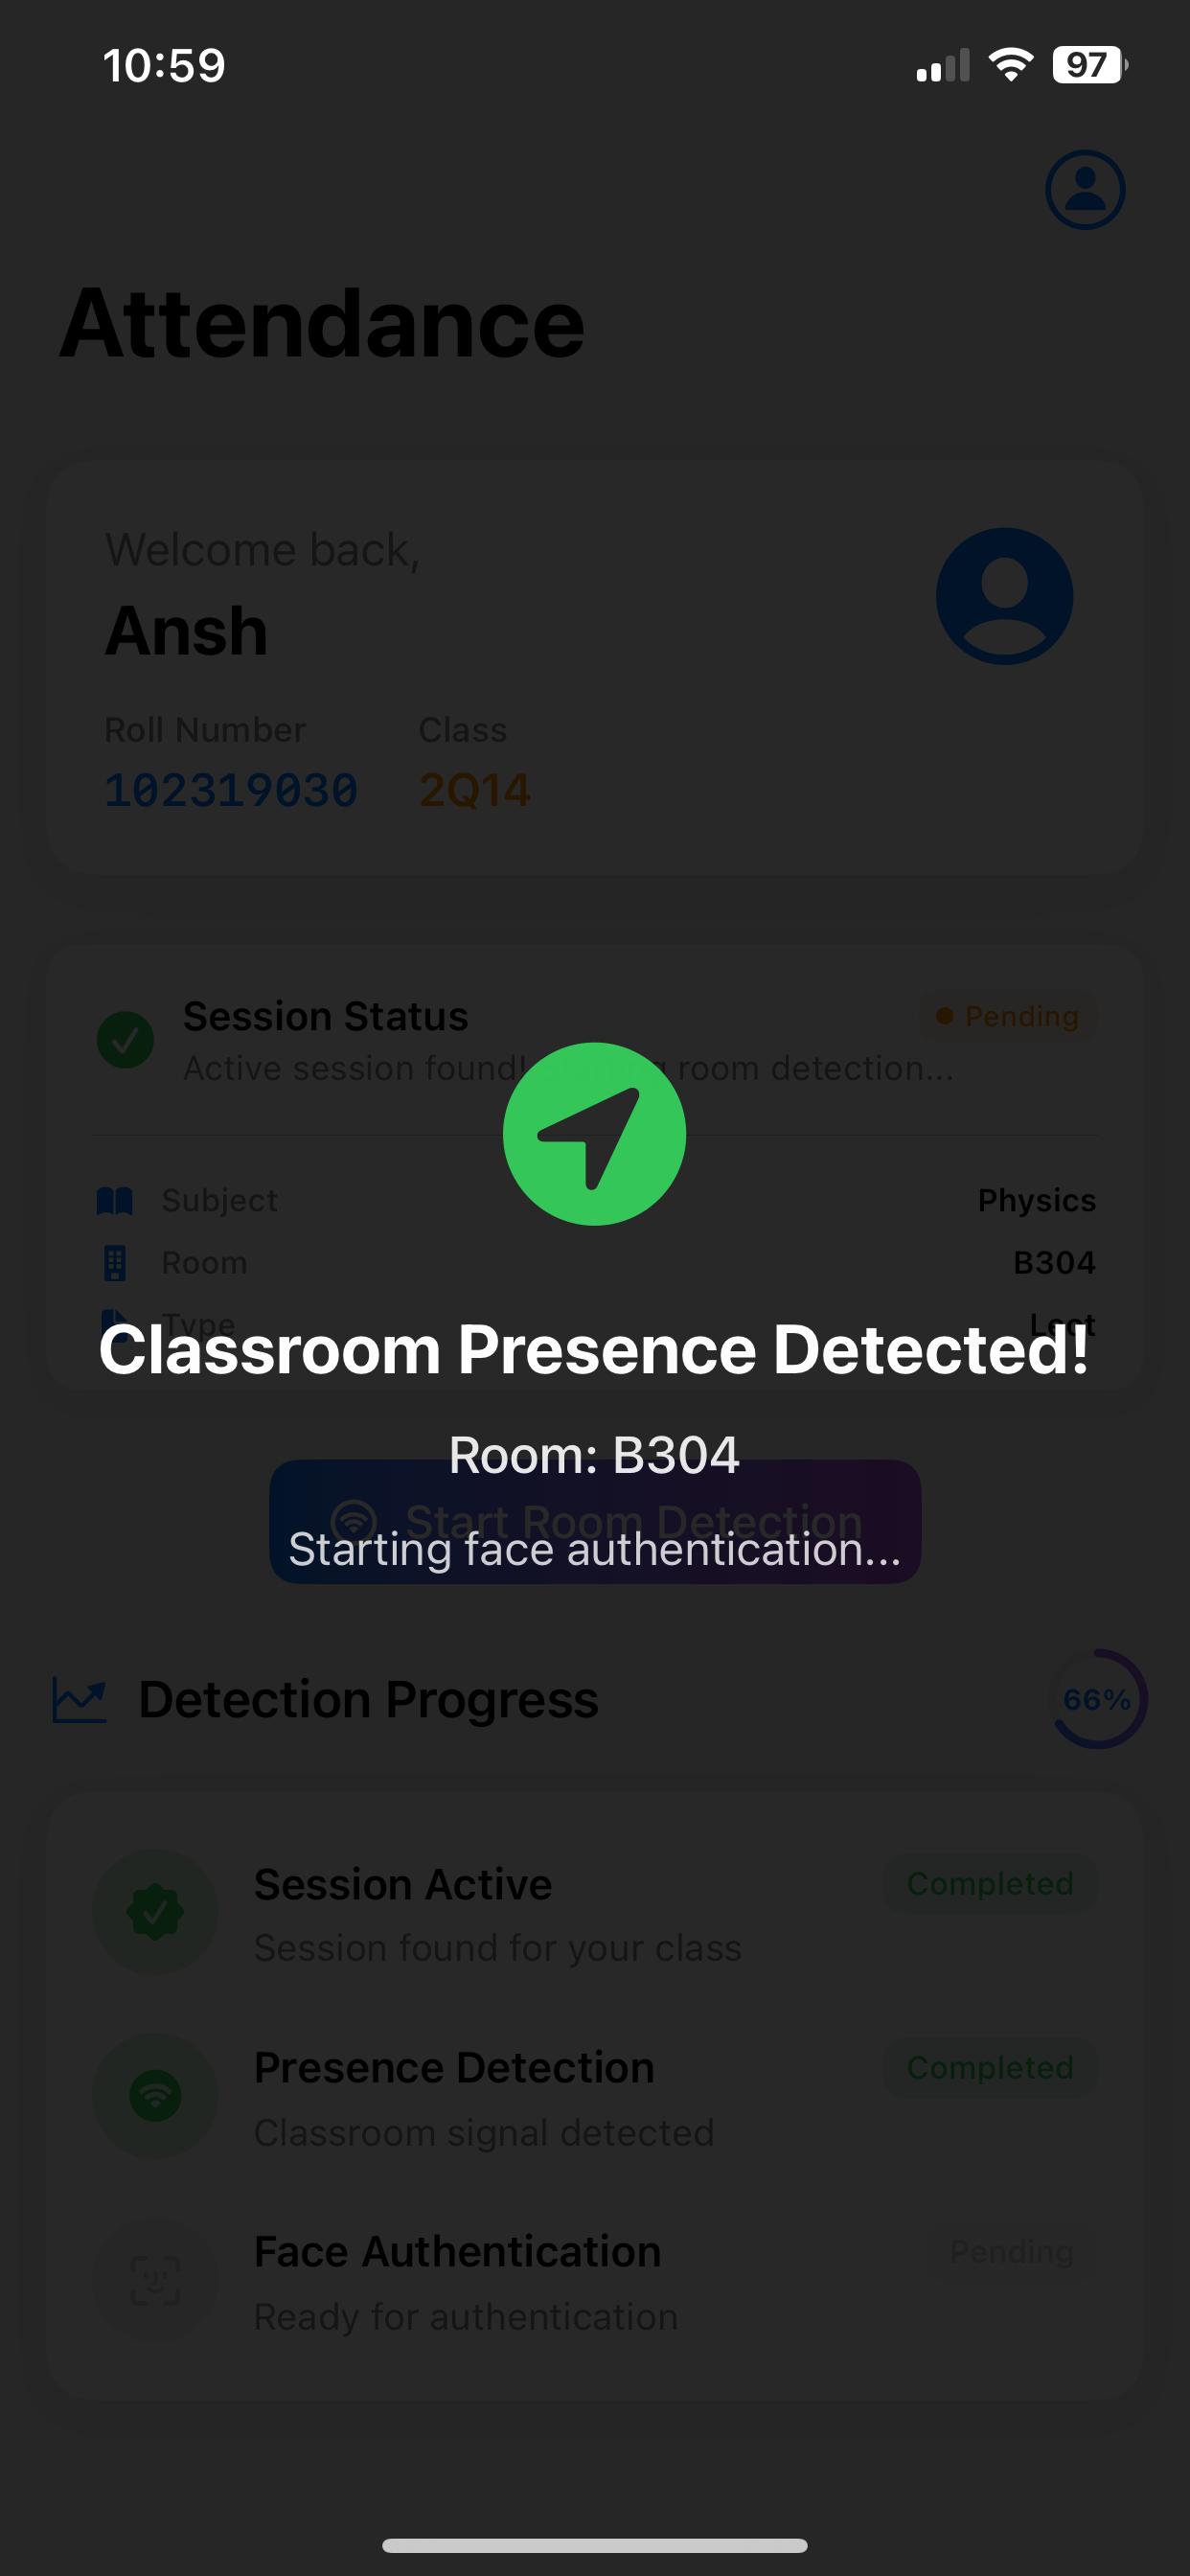 10:59
97
Attendance
Welcome back,
Ansh
Roll Number Class
102319030 2Q14
Session Status Pending
Active session found! room detection...
Subject Physics
Room B304
Type
Classroom Presence Detected!
Room: B304
Start Room Detection
Starting face authentication...
Detection Progress 66%
Session Active Completed
Session found for your class
Presence Detection Completed
Classroom signal detected
Face Authentication Pending
Ready for authentication